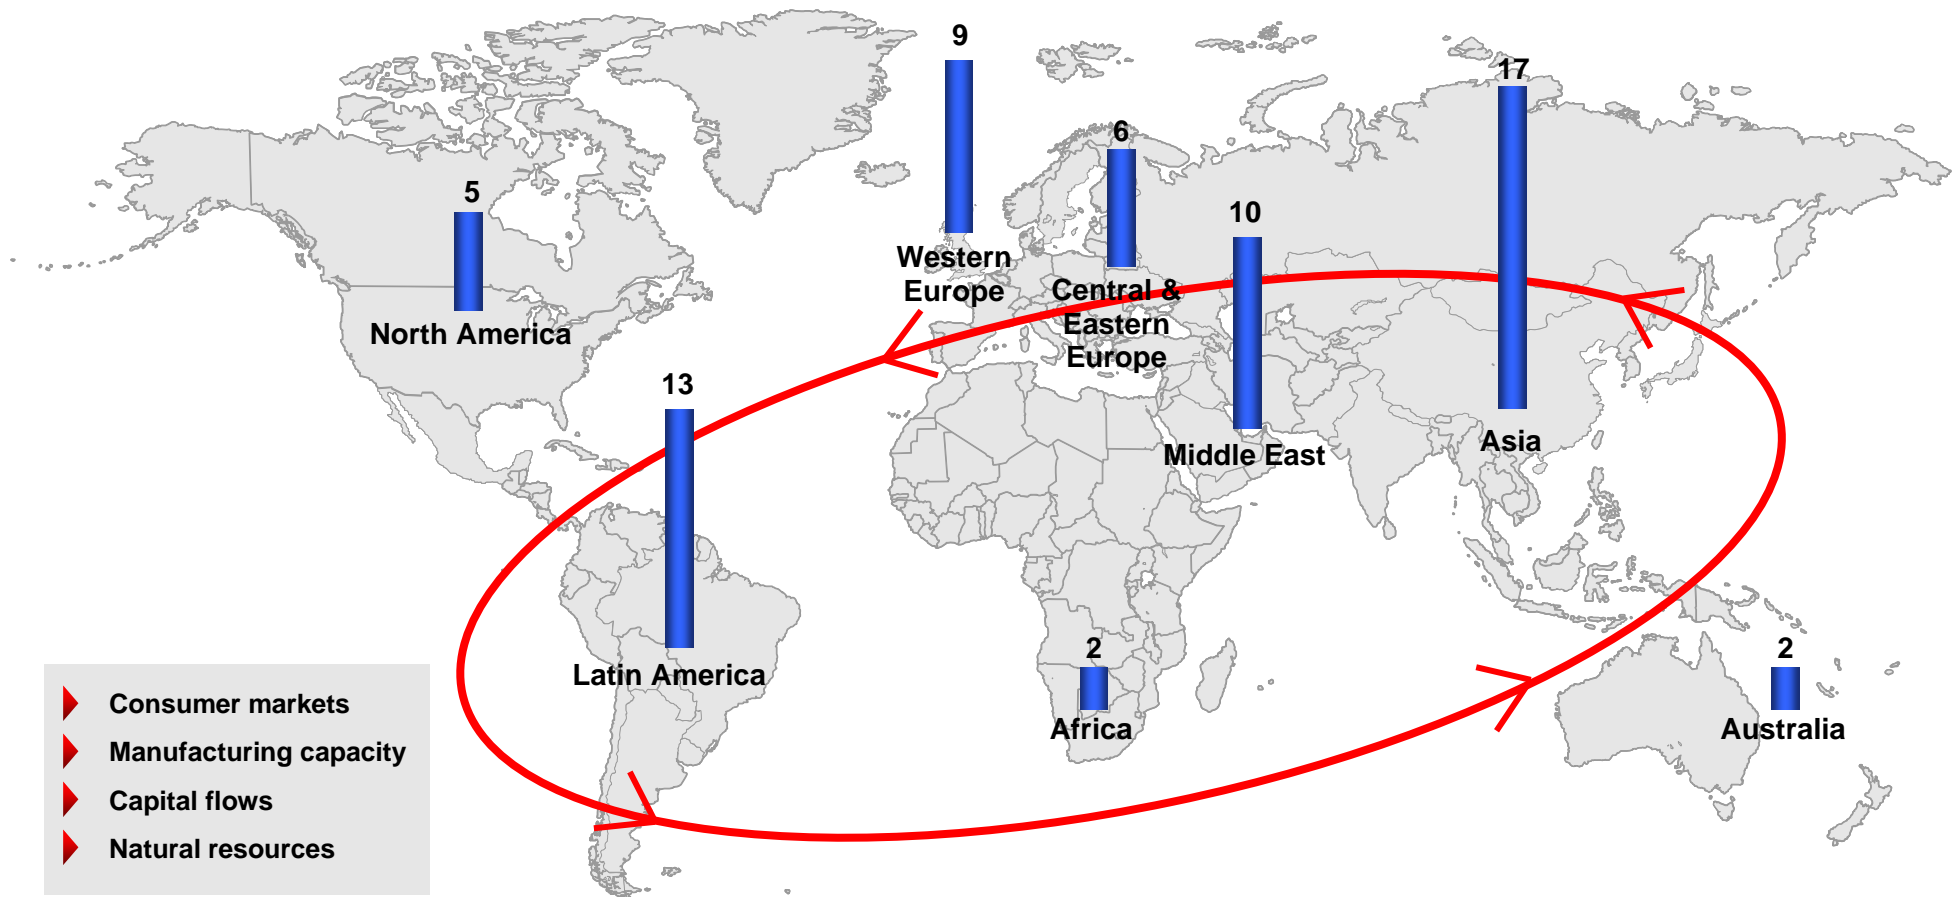 9
17
6
5
10
Western
Europe
Central &
Eastern
Europe
North America
13
Asia
Middle East
2
2
Latin America
Africa
Australia
Consumer markets
Manufacturing capacity
Capital flows
Natural resources